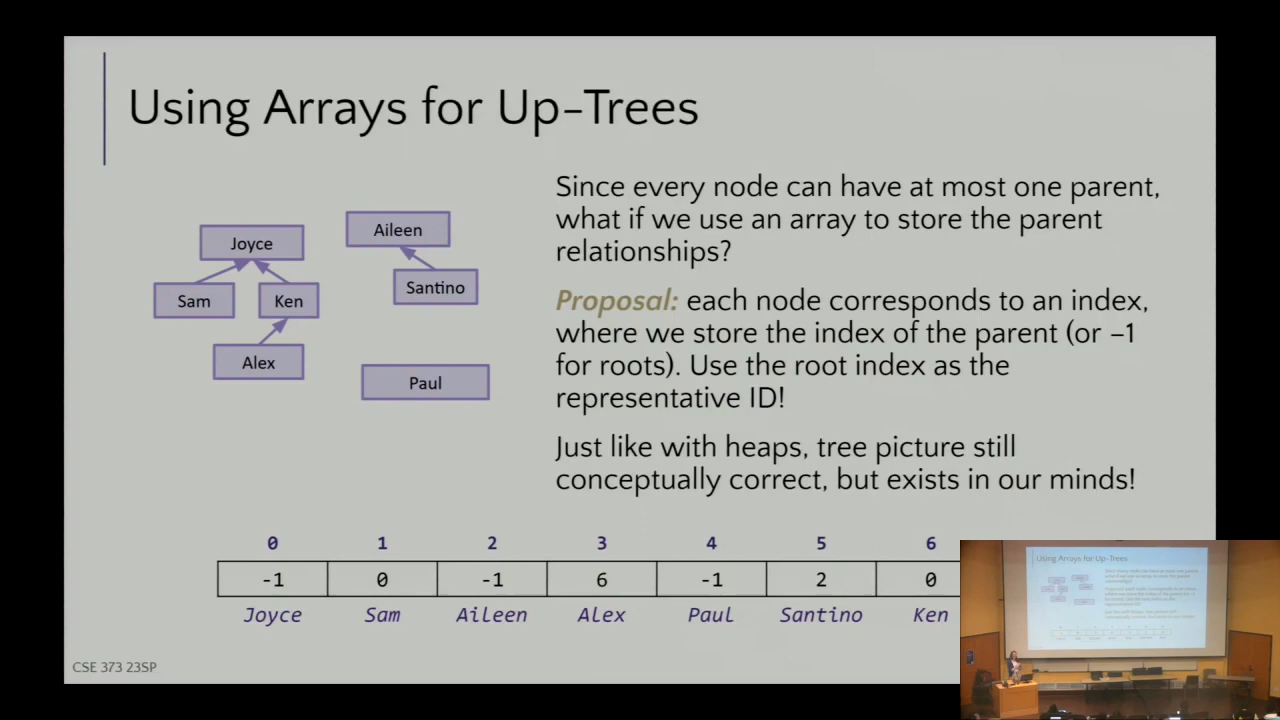 Using Arrays for Up-Trees
Since every node can have at most one parent,
what if we use an array to store the parent
relationships?
Proposal: each node corresponds to an index,
where we store the index of the parent (or -1
for roots). Use the root index as the
representative ID!
Just like with heaps, tree picture still
conceptually correct, but exists in our minds!
Joyce
Aileen
Sam
Ken
Santino
Alex
Paul
0 1 2 3 4 5 6
-1 0 -1 6 -1 2 0
Joyce Sam Aileen Alex Paul Santino Ken
CSE 373 23SP
Using Arrays for Up-Trees